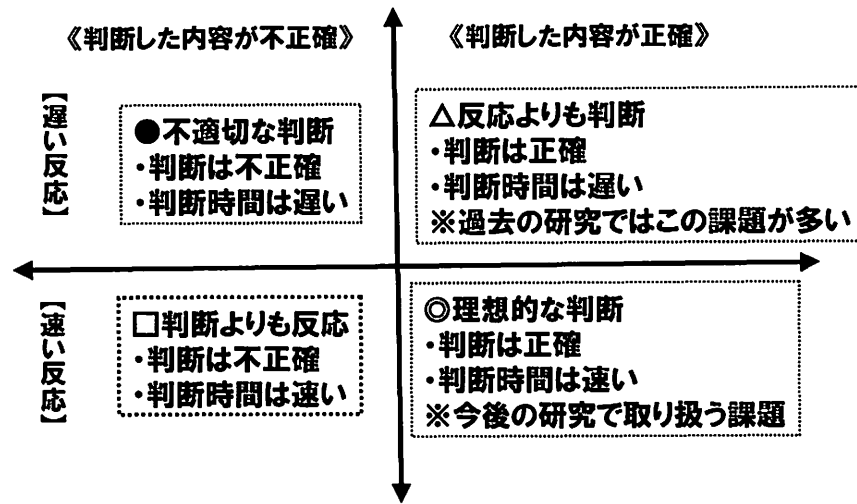 《判断した内容が不正確》
《判断した内容が正確》
【遅い反応】
●不適切な判断
・判断は不正確
・判断時間は遅い
△反応よりも判断
・判断は正確
・判断時間は遅い
※過去の研究ではこの課題が多い
【速い反応】
□判断よりも反応
・判断は不正確
・判断時間は速い
◎理想的な判断
・判断は正確
・判断時間は速い
※今後の研究で取り扱う課題